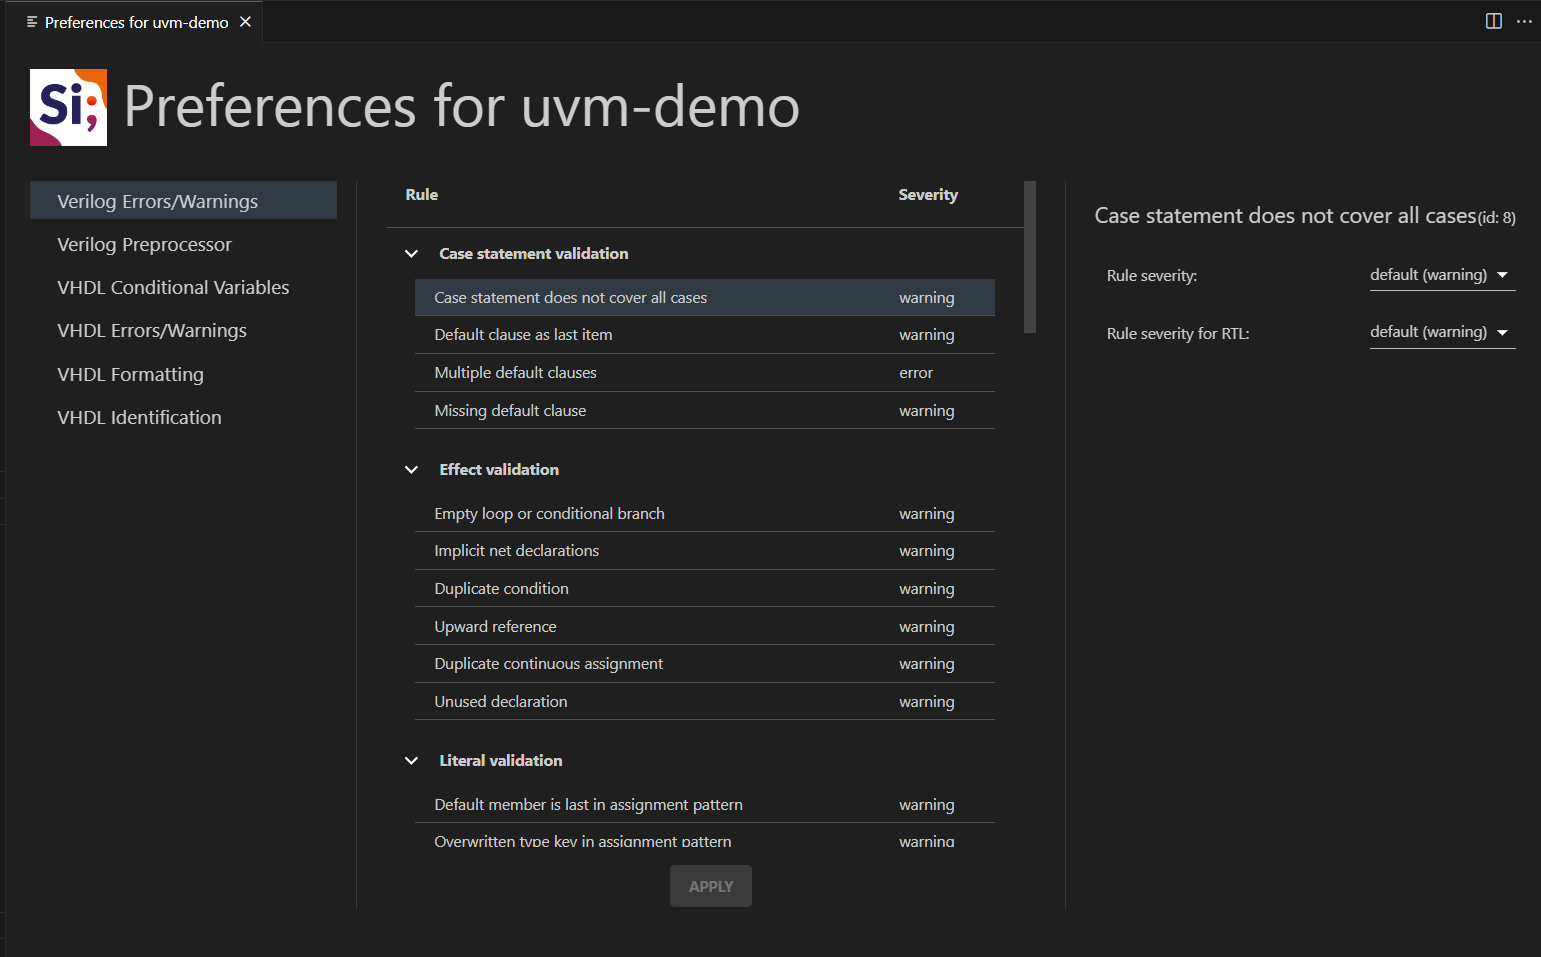 Preferences for uvm-demo
Si;
Preferences for uvm-demo
Verilog Errors/Warnings
Verilog Preprocessor
VHDL Conditional Variables
VHDL Errors/Warnings
VHDL Formatting
VHDL Identification
Rule Severity
Case statement validation
Case statement does not cover all cases warning
Default clause as last item warning
Multiple default clauses error
Missing default clause warning
Effect validation
Empty loop or conditional branch warning
Implicit net declarations warning
Duplicate condition warning
Upward reference warning
Duplicate continuous assignment warning
Unused declaration warning
Literal validation
Default member is last in assignment pattern warning
Overwritten type key in assignment pattern warning
APPLY
Case statement does not cover all cases(id: 8)
Rule severity: default (warning)
Rule severity for RTL: default (warning)